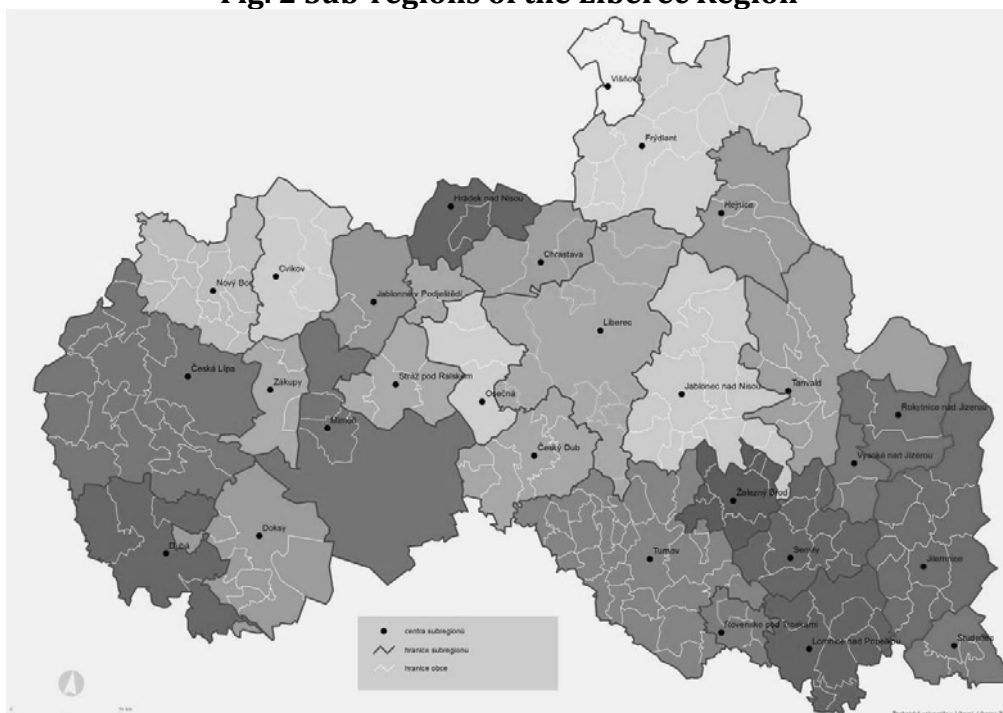 Fig. 2 Sub-regions of the Liberec Region
Višňová
Frýdlant
Hrádek nad Nisou
Hejnice
Chrastava
Cvikov
Nový Bor
Jablonné v Podještědí
Liberec
Česká Lípa
Zákupy
Stráž pod Ralskem
Osečná
Jablonec nad Nisou
Tanvald
Rokytnice nad Jizerou
Mimoň
Český Dub
Vysoké nad Jizerou
Železný Brod
Doksy
Dubá
Turnov
Semily
Jilemnice
Rovensko pod Troskami
Lomnice nad Popelkou
Studenec
centra subregionů
hranice subregionu
hranice obce